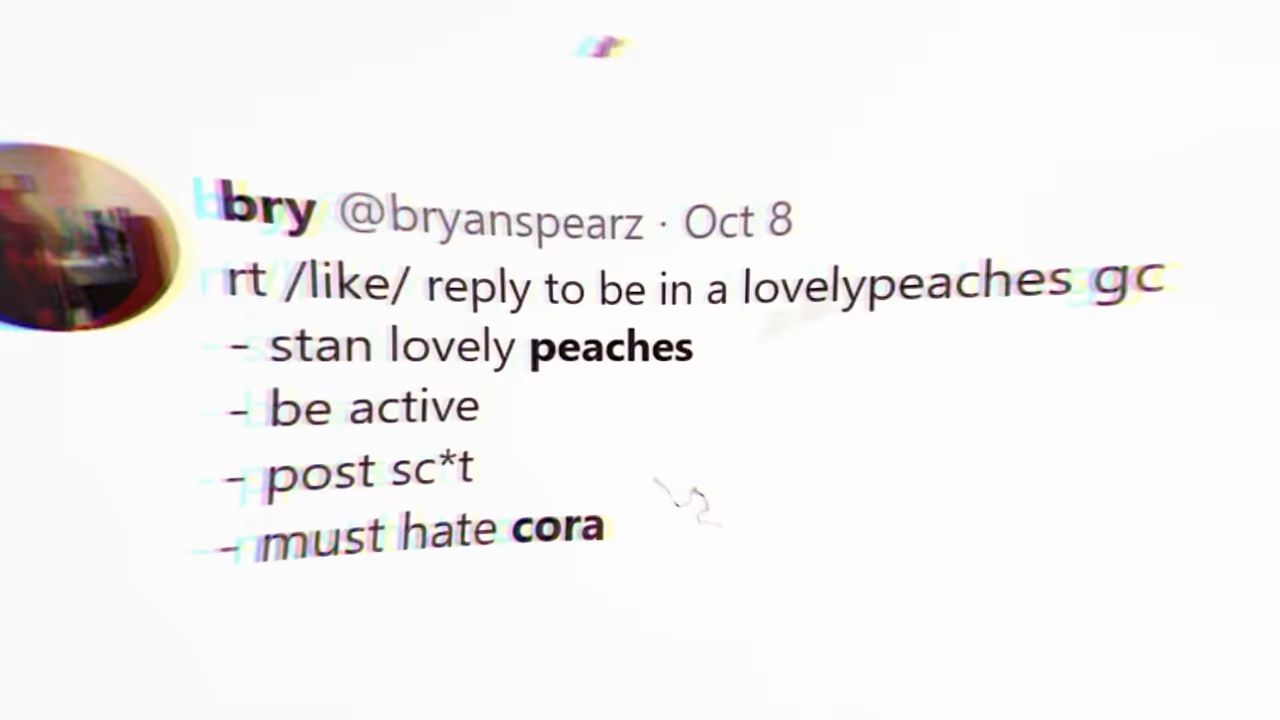 bry @bryanspearz · Oct 8
rt /like/ reply to be in a lovelypeaches gc
- stan lovely peaches
- be active
- post sc*t
- must hate cora